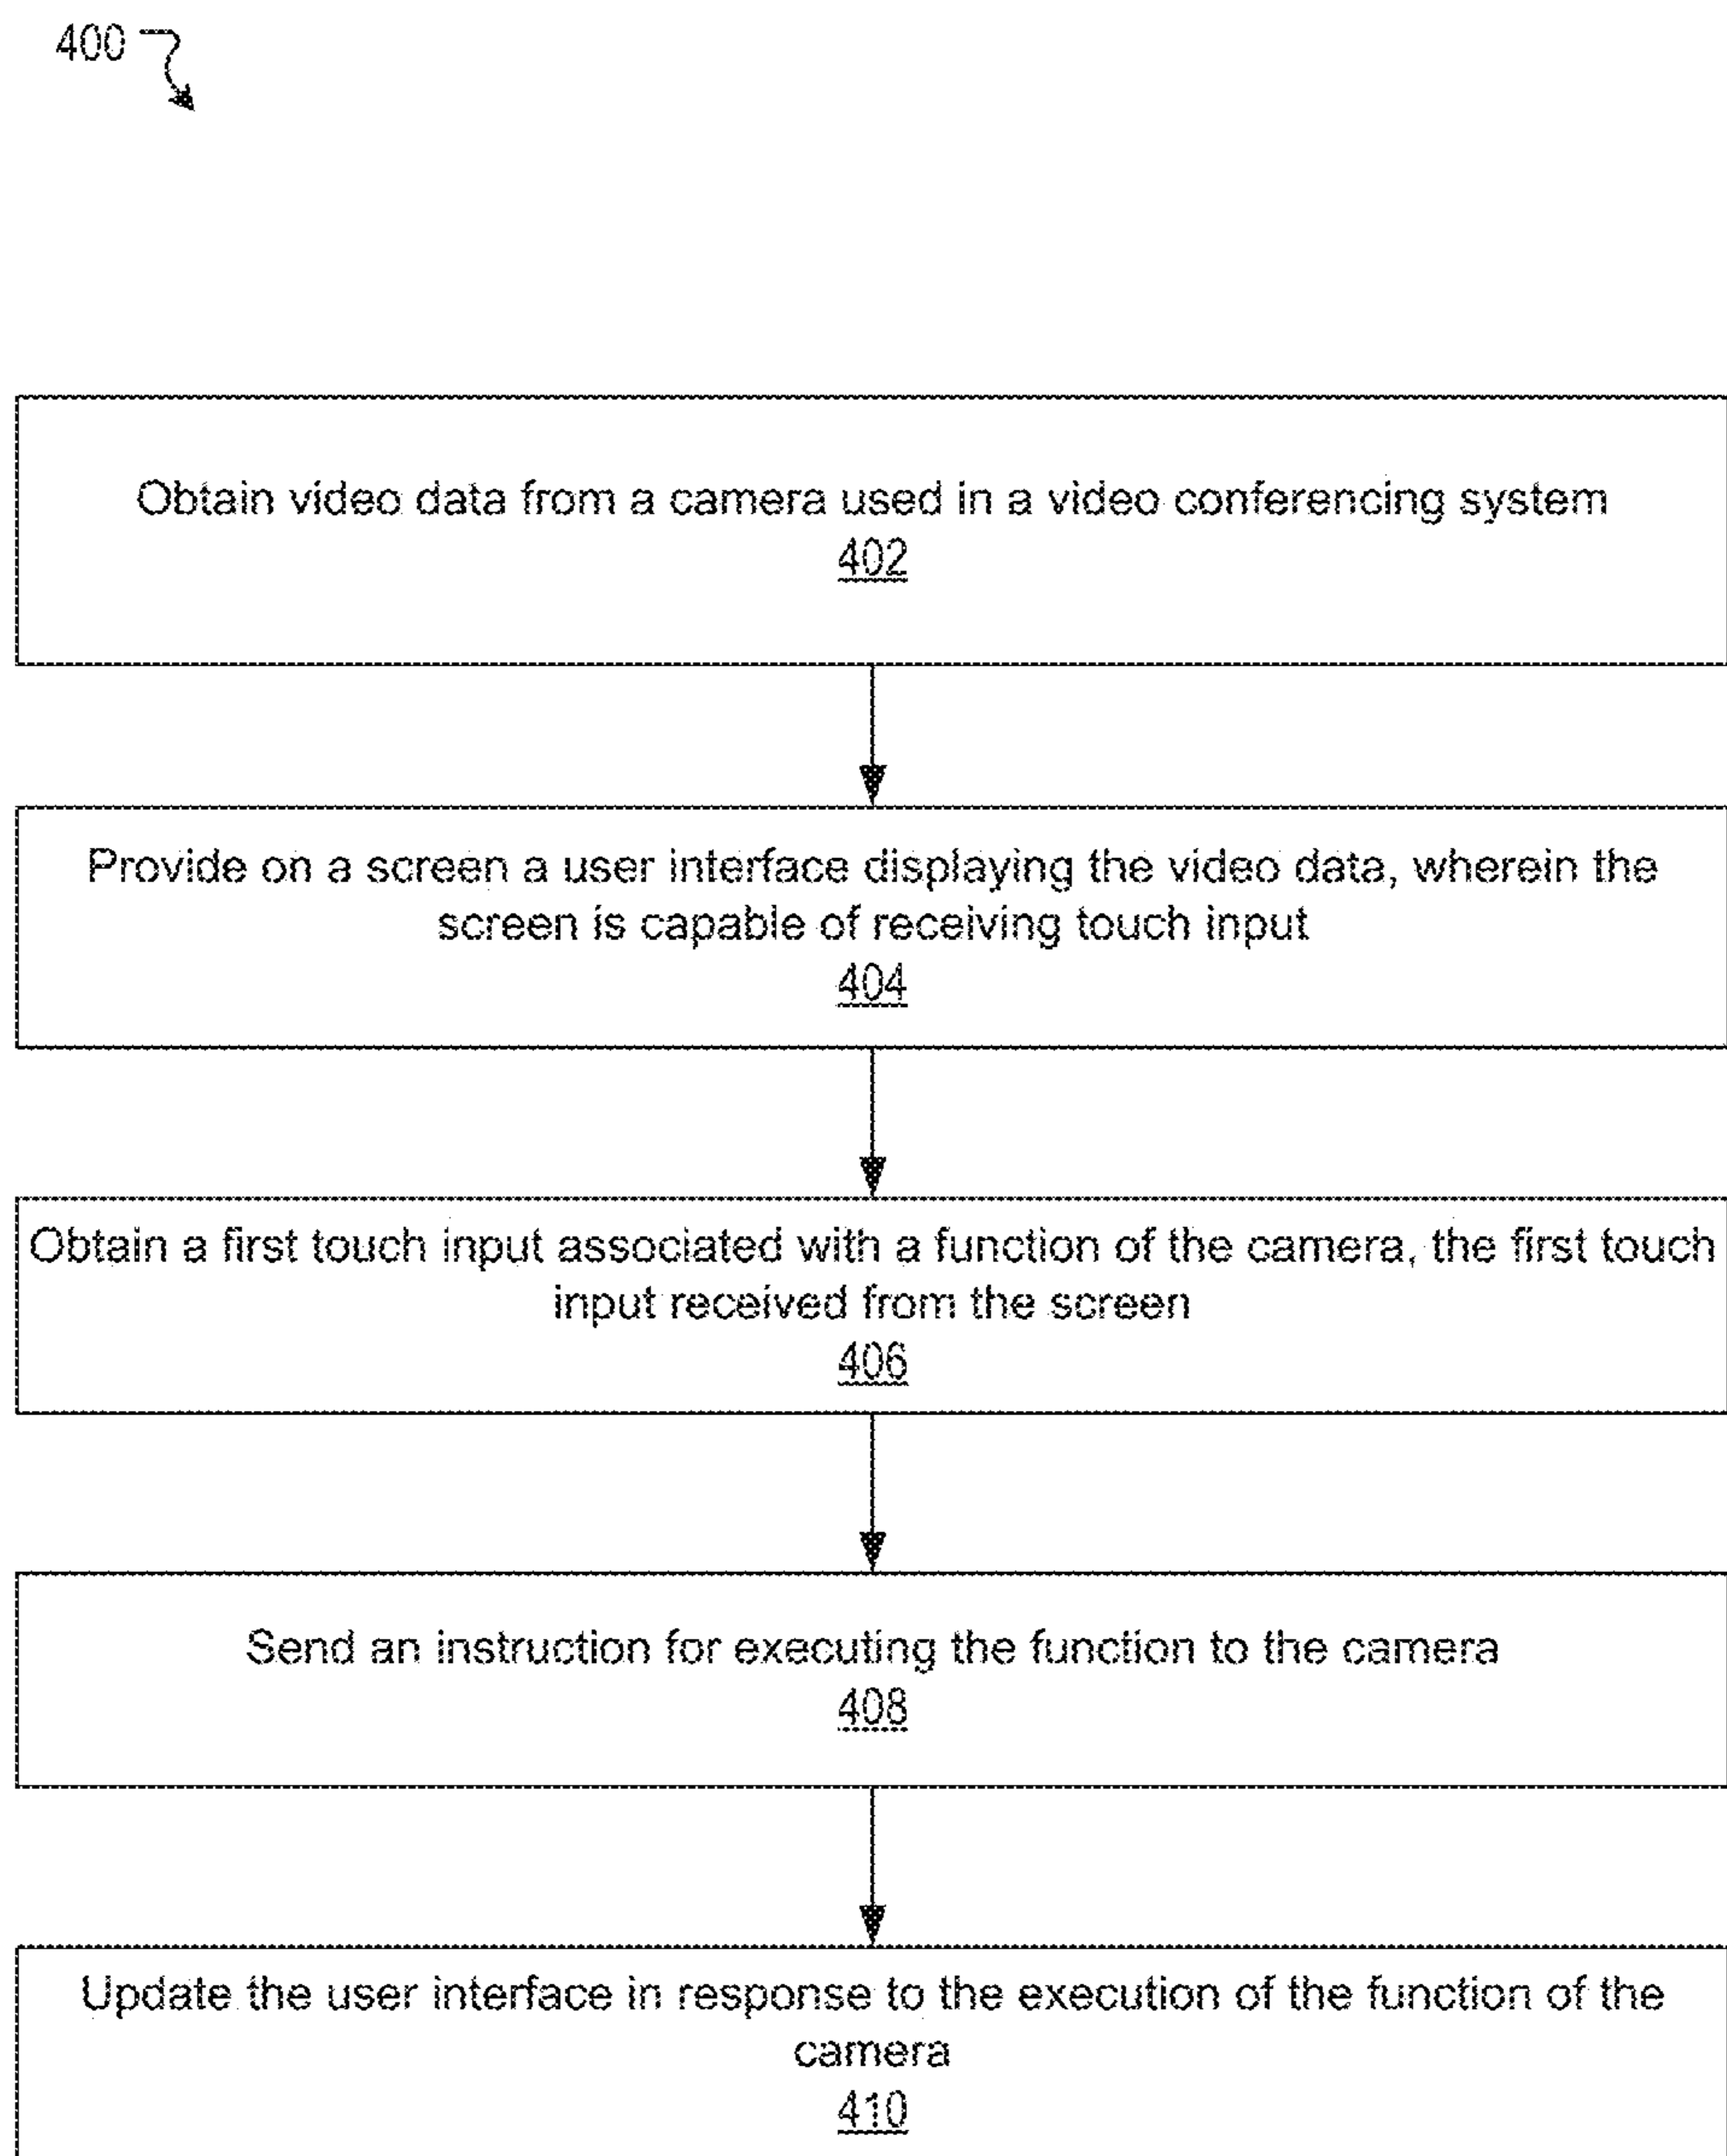 400
Obtain video data from a camera used in a video conferencing system
402
Provide on a screen a user interface displaying the video data, wherein the
screen is capable of receiving touch input
404
Obtain a first touch input associated with a function of the camera, the first touch
input received from the screen
406
Send an instruction for executing the function to the camera
408
Update the user interface in response to the execution of the function of the
camera
410